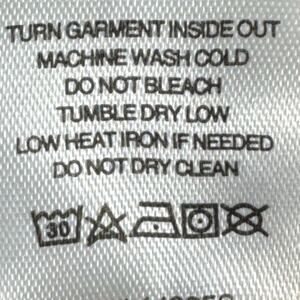 TURN GARMENT INSIDE OUT
MACHINE WASH COLD
DO NOT BLEACH
TUMBLE DRY LOW
LOW HEAT IRON IF NEEDED
DO NOT DRY CLEAN
30